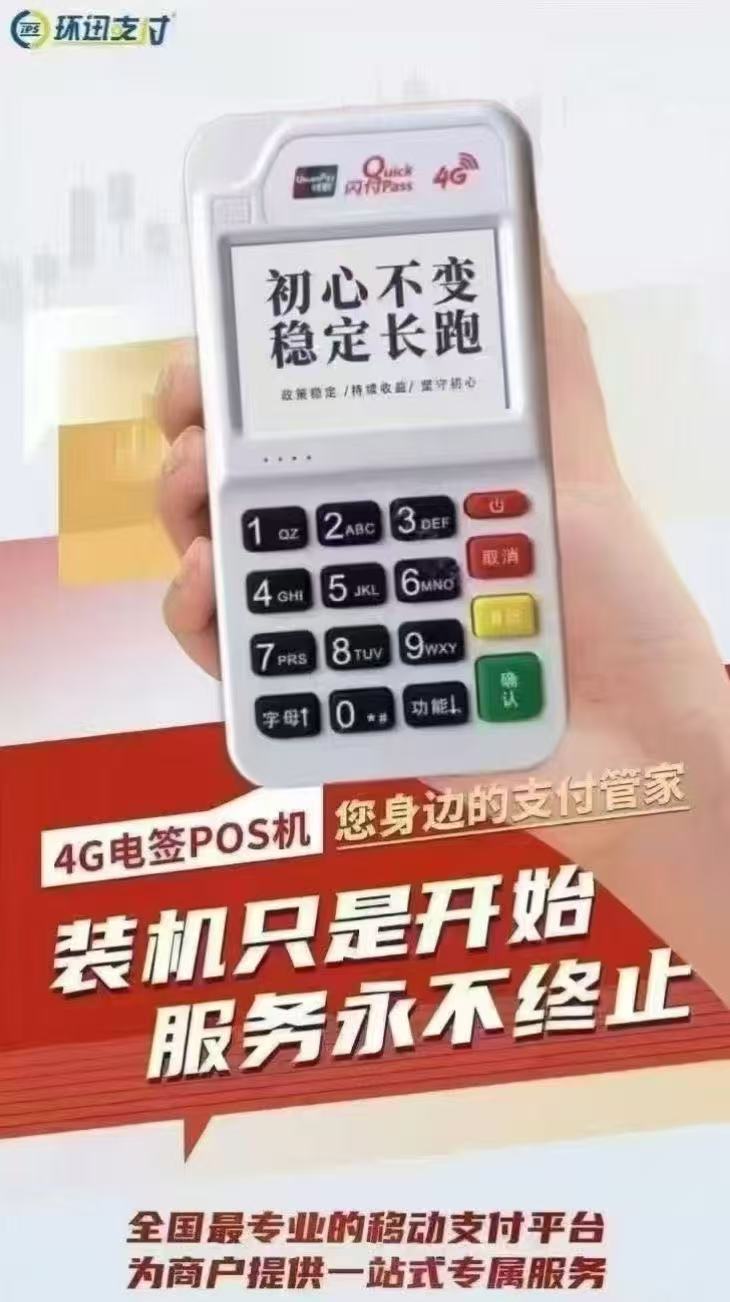 iPS 环迅支付
UnionPay
银联
Quick
闪付Pass
4G
初心不变
稳定长跑
政策稳定 /持续收益/ 坚守初心
1 QZ 2 ABC 3 DEF
取消
4 GHI 5 JKL 6 MNO
7 PRS 8 TUV 9 WXY
确认
字母↑ 0 *# 功能↓
4G电签POS机 您身边的支付管家
装机只是开始
服务永不终止
全国最专业的移动支付平台
为商户提供一站式专属服务